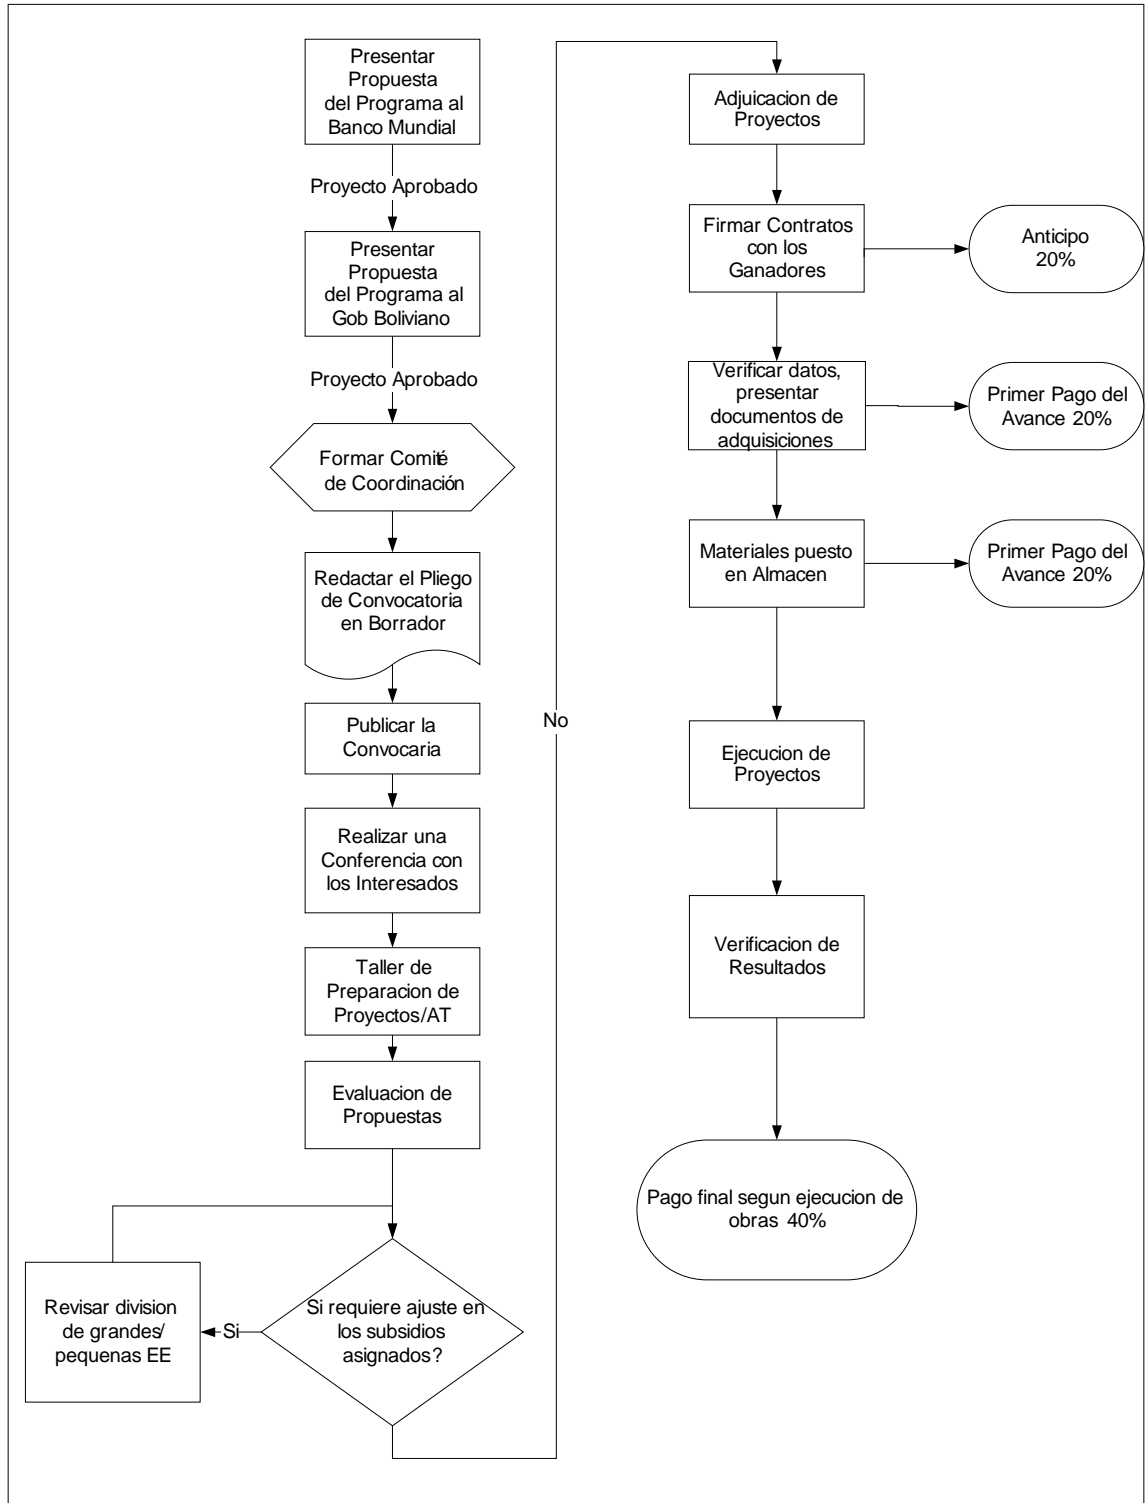 Presentar
Propuesta
del Programa al
Banco Mundial
Proyecto Aprobado
Presentar
Propuesta
del Programa al
Gob Boliviano
Proyecto Aprobado
Formar Comité
de Coordinación
Redactar el Pliego
de Convocatoria
en Borrador
Publicar la
Convocaria
Realizar una
Conferencia con
los Interesados
Taller de
Preparacion de
Proyectos/AT
Evaluacion de
Propuestas
Si requiere ajuste en
los subsidios
asignados?
Si
Revisar division
de grandes/
pequenas EE
No
Adjuicacion de
Proyectos
Firmar Contratos
con los
Ganadores
Anticipo
20%
Verificar datos,
presentar
documentos de
adquisiciones
Primer Pago del
Avance 20%
Materiales puesto
en Almacen
Primer Pago del
Avance 20%
Ejecucion de
Proyectos
Verificacion de
Resultados
Pago final segun ejecucion de
obras 40%